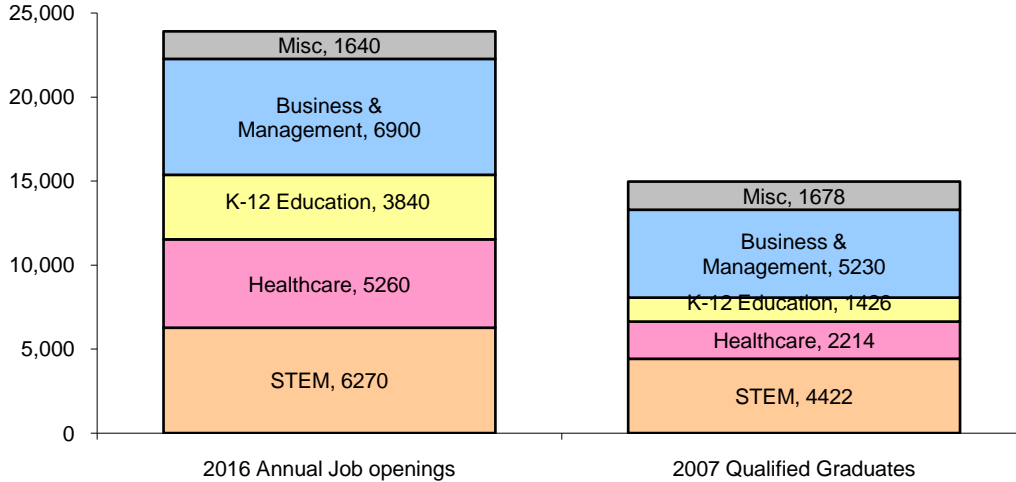 25,000
20,000
15,000
10,000
5,000
0
Misc, 1640
Business &
Management, 6900
K-12 Education, 3840
Healthcare, 5260
STEM, 6270
Misc, 1678
Business &
Management, 5230
K-12 Education, 1426
Healthcare, 2214
STEM, 4422
2016 Annual Job openings
2007 Qualified Graduates